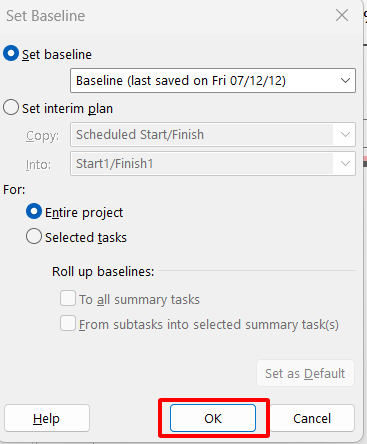 Set Baseline
Set baseline
Baseline (last saved on Fri 07/12/12)
Set interim plan
Copy: Scheduled Start/Finish
Into: Start1/Finish1
For:
Entire project
Selected tasks
Roll up baselines:
To all summary tasks
From subtasks into selected summary task(s)
Set as Default
Help OK Cancel